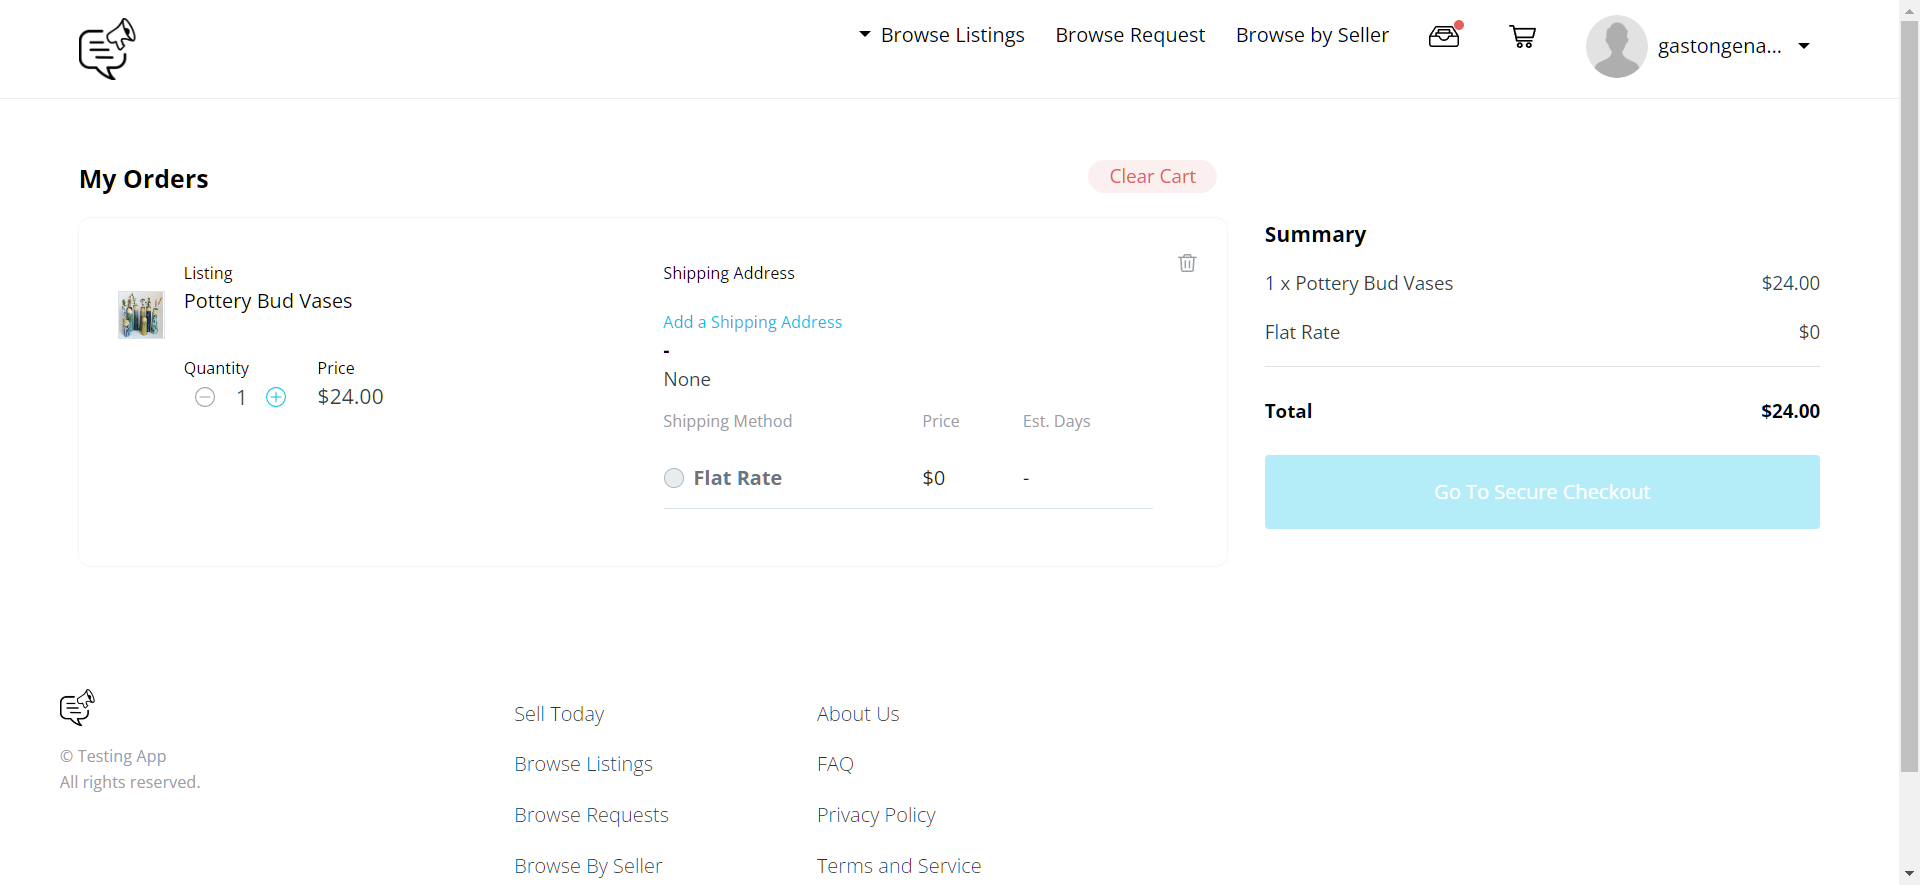 Browse Listings
Browse Request
Browse by Seller
gastongena...
My Orders
Clear Cart
Listing
Pottery Bud Vases
Quantity
Price
1
$24.00
Shipping Address
Add a Shipping Address
-
None
Shipping Method Price Est. Days
Flat Rate $0 -
Summary
1 x Pottery Bud Vases $24.00
Flat Rate $0
Total $24.00
Go To Secure Checkout
© Testing App
All rights reserved.
Sell Today
Browse Listings
Browse Requests
Browse By Seller
About Us
FAQ
Privacy Policy
Terms and Service